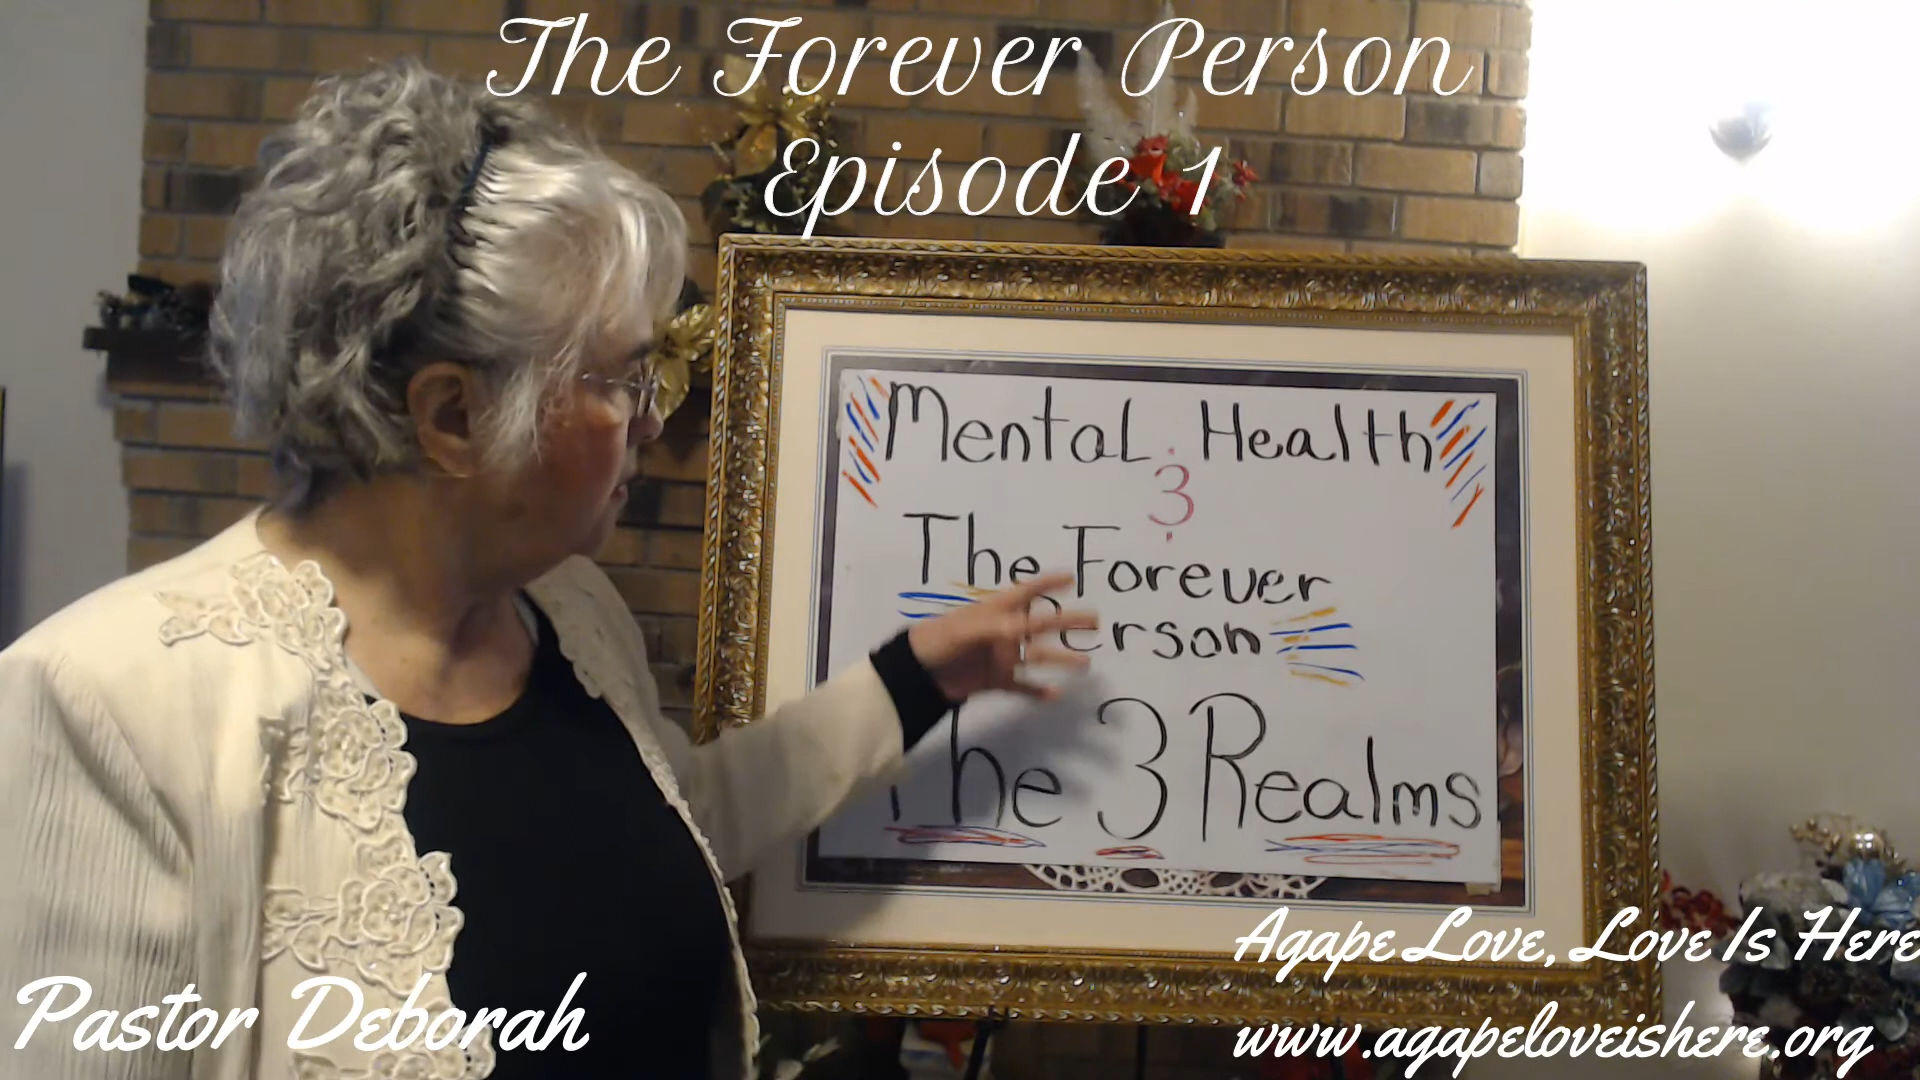 The Forever Person
Episode 1
Mental Health
3
The Forever
Person
The 3 Realms
Agape Love, Love Is Here
Pastor Deborah
www.agapeloveishere.org